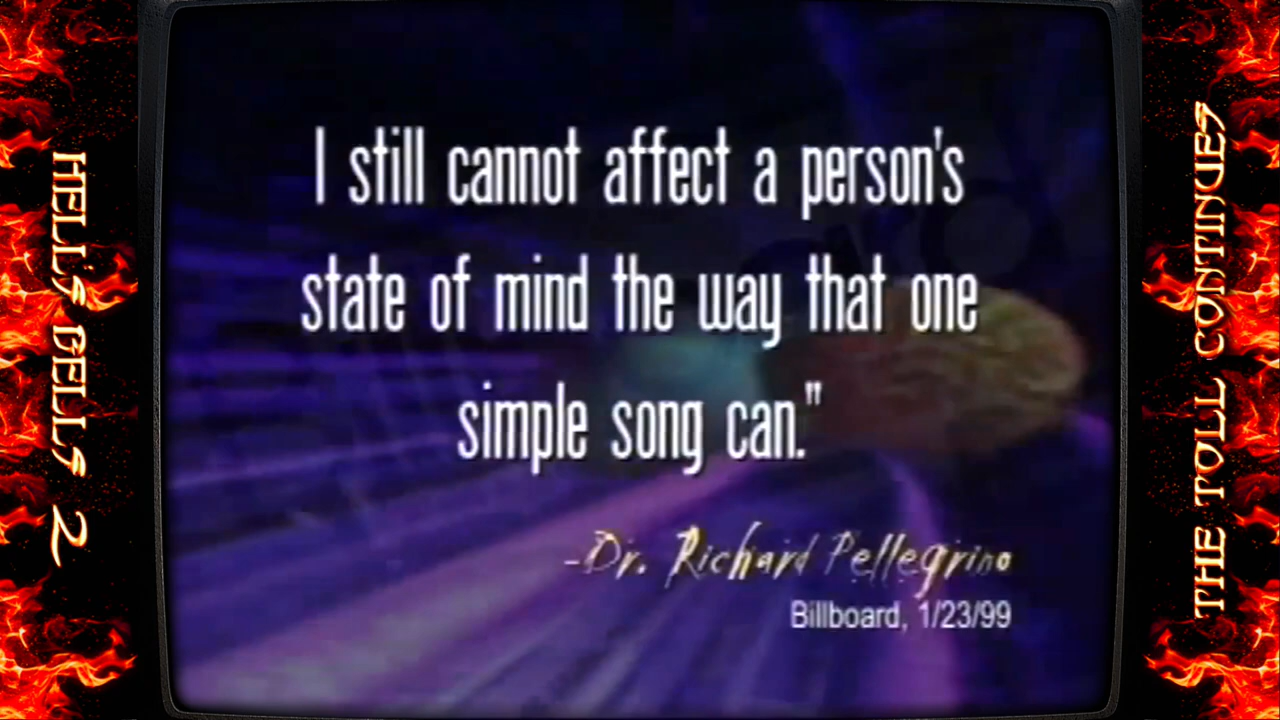 HELLS BELLS 2
I still cannot affect a person's
state of mind the way that one
simple song can."
-Dr. Richard Pellegrino
Billboard, 1/23/99
THE TOLL CONTINUES